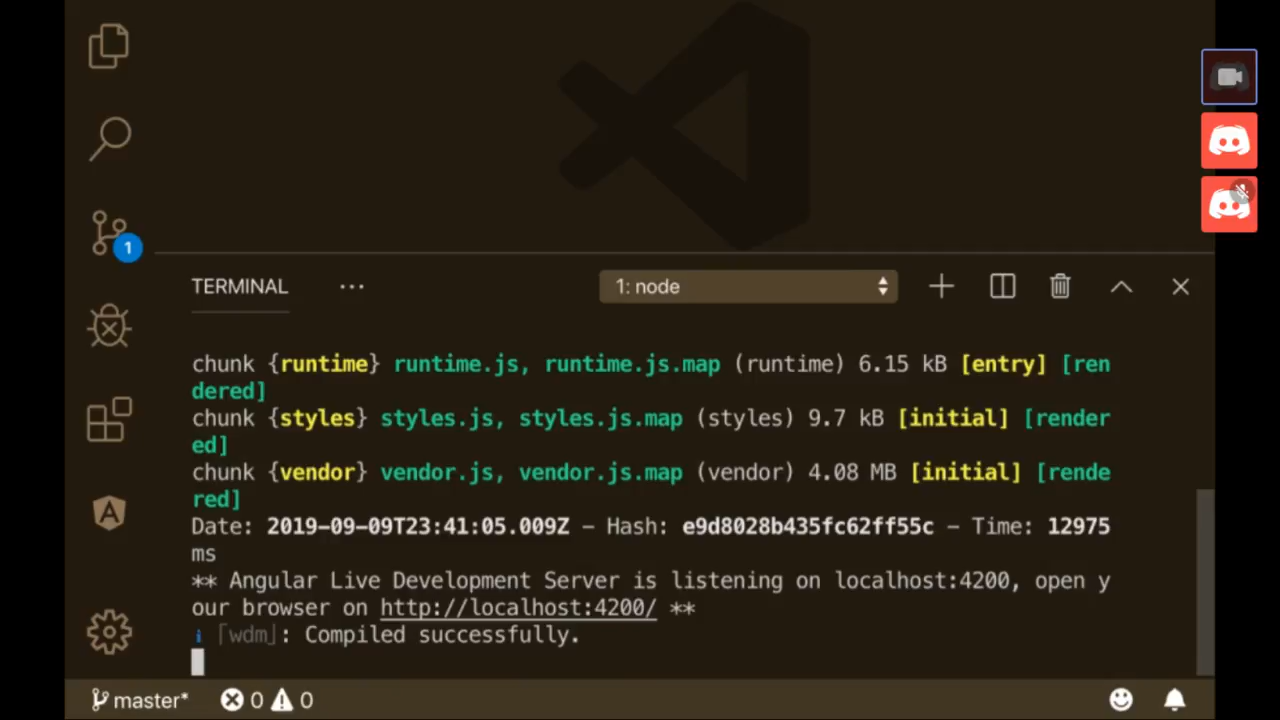 1
TERMINAL ...
1: node
chunk {runtime} runtime.js, runtime.js.map (runtime) 6.15 kB [entry] [ren
dered]
chunk {styles} styles.js, styles.js.map (styles) 9.7 kB [initial] [render
ed]
chunk {vendor} vendor.js, vendor.js.map (vendor) 4.08 MB [initial] [rende
red]
Date: 2019-09-09T23:41:05.009Z - Hash: e9d8028b435fc62ff55c - Time: 12975
ms
** Angular Live Development Server is listening on localhost:4200, open y
our browser on http://localhost:4200/ **
i ｢wdm｣: Compiled successfully.
master* 0 0